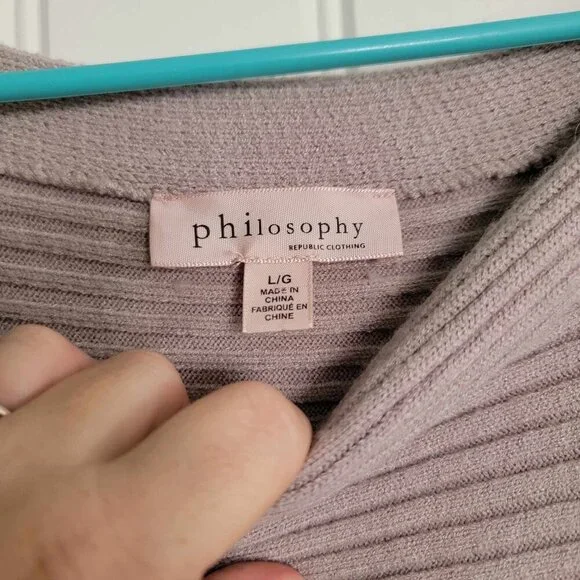 philosophy
REPUBLIC CLOTHING
L/G
MADE IN
CHINA
FABRIQUÉ EN
CHINE